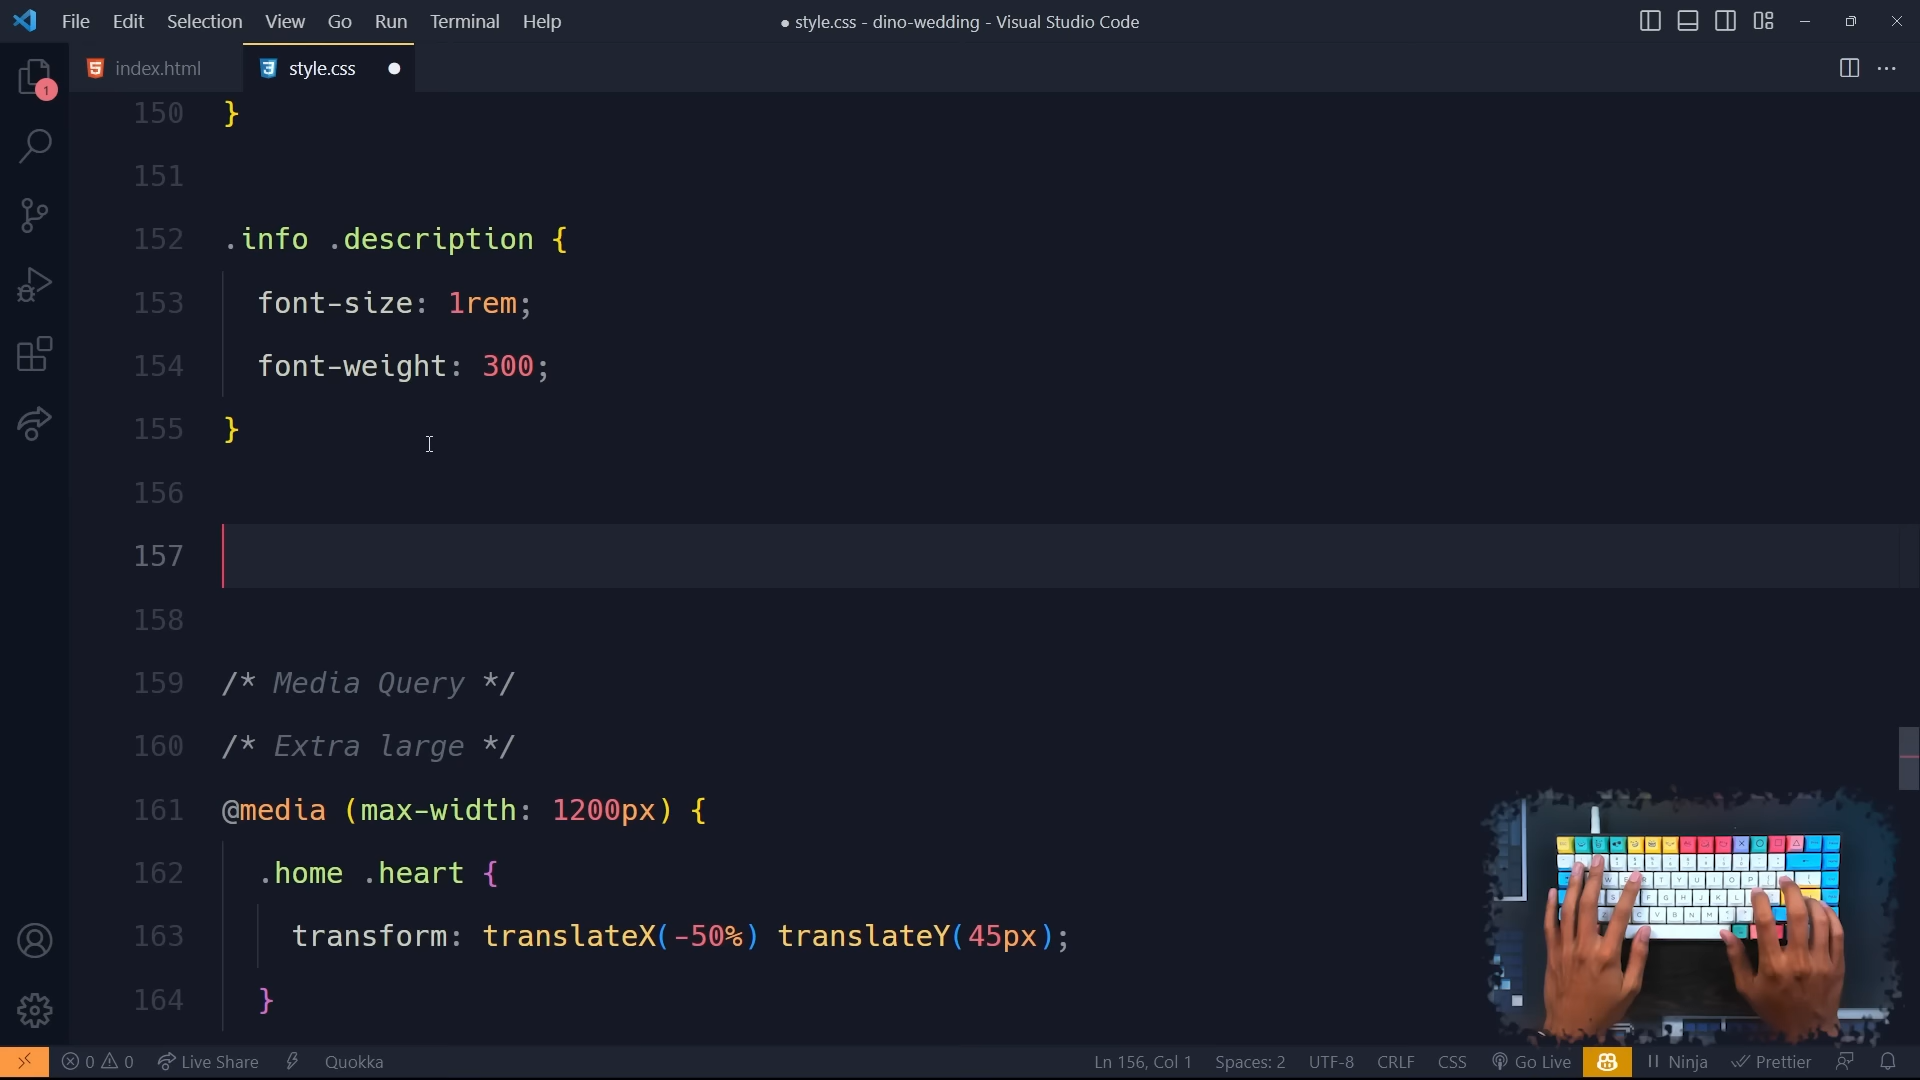 File Edit Selection View Go Run Terminal Help
● style.css - dino-wedding - Visual Studio Code
index.html
style.css ●
1
150 }
151
152 .info .description {
153 font-size: 1rem;
154 font-weight: 300;
155 }
156
157
158
159 /* Media Query */
160 /* Extra large */
161 @media (max-width: 1200px) {
162 .home .heart {
163 transform: translateX(-50%) translateY(45px);
164 }
0 0 Live Share Quokka
Ln 156, Col 1 Spaces: 2 UTF-8 CRLF CSS Go Live Ninja Prettier